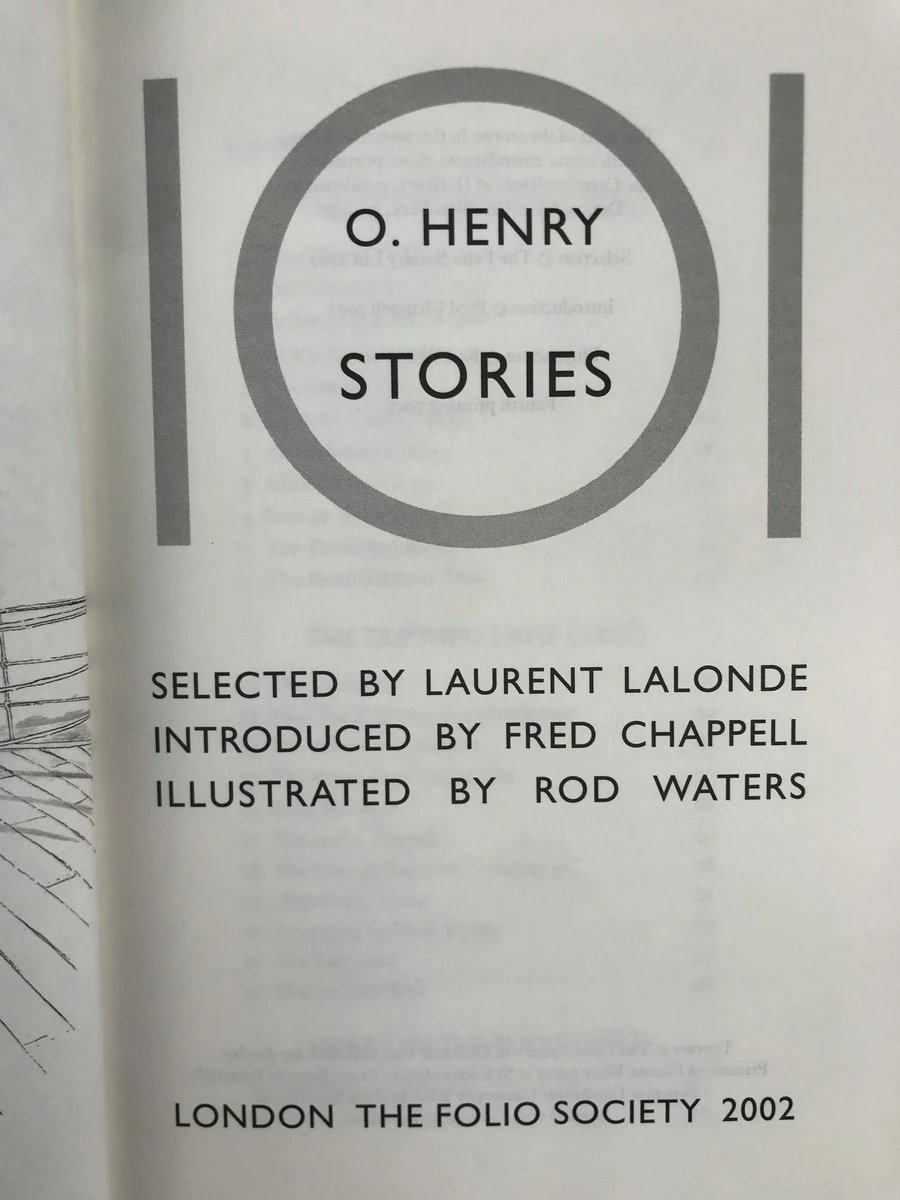 101
O. HENRY
STORIES
SELECTED BY LAURENT LALONDE
INTRODUCED BY FRED CHAPPELL
ILLUSTRATED BY ROD WATERS
LONDON THE FOLIO SOCIETY 2002